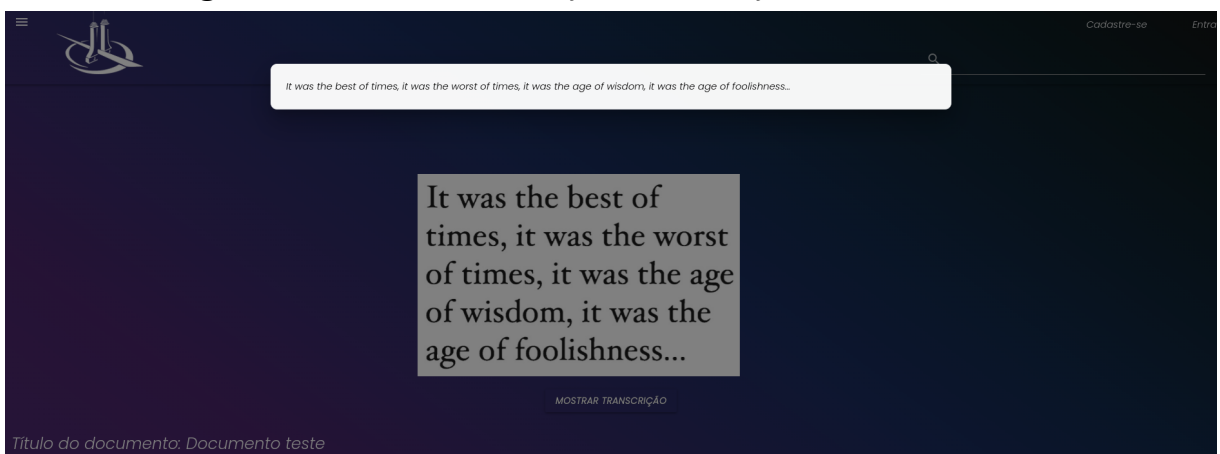 Cadastre-se Entra
It was the best of times, it was the worst of times, it was the age of wisdom, it was the age of foolishness...
It was the best of
times, it was the worst
of times, it was the age
of wisdom, it was the
age of foolishness...
MOSTRAR TRANSCRIÇÃO
Título do documento: Documento teste